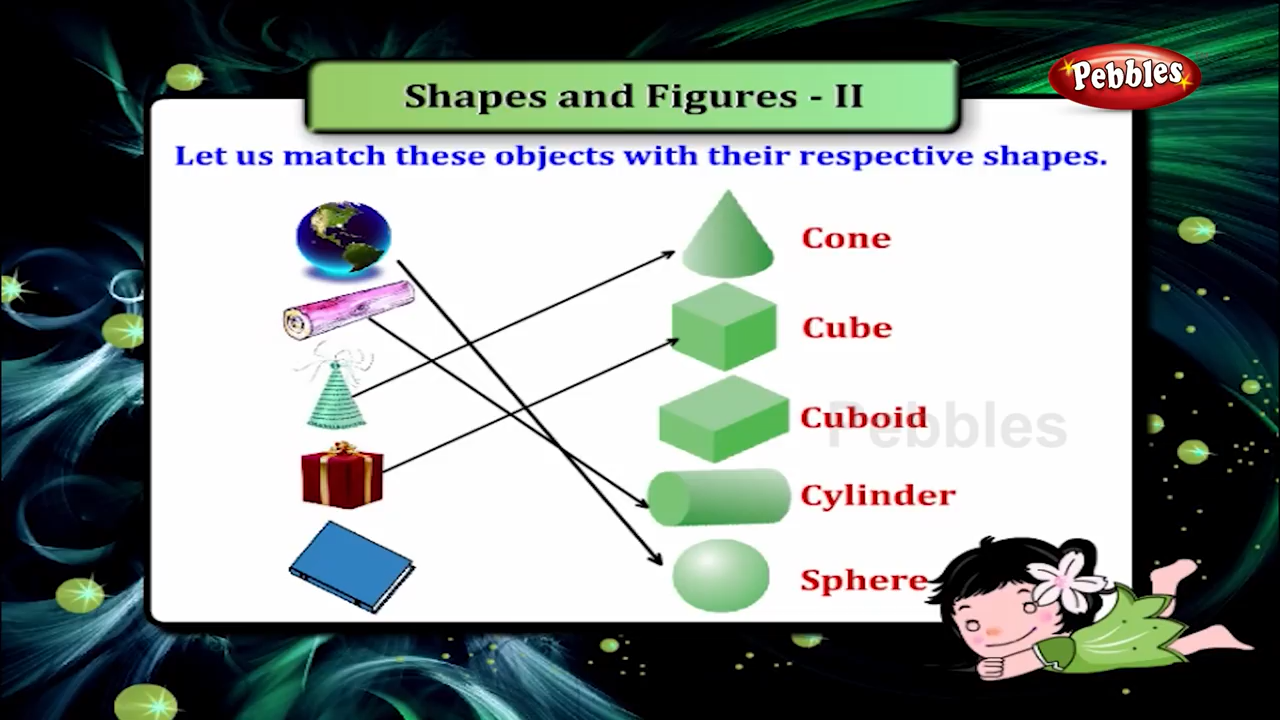 Pebbles
Shapes and Figures - II
Let us match these objects with their respective shapes.
Cone
Cube
Cuboid
Pebbles
Cylinder
Sphere